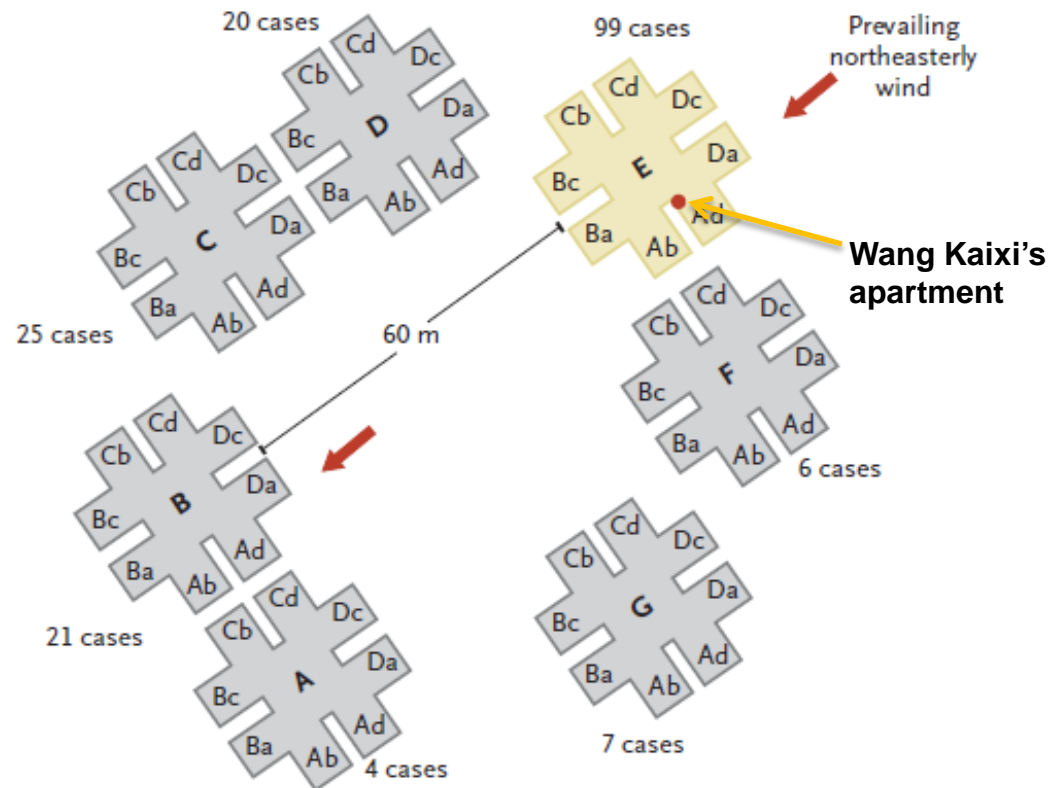 20 cases
99 cases
Prevailing
northeasterly
wind
Cd
Dc
Cb
Da
D
Bc
Ad
Ba
Ab
Cd
Dc
Cb
Da
E
Bc
Ad
Ba
Ab
Wang Kaixi’s
apartment
Cd
Dc
Cb
Da
C
Bc
Ad
Ba
Ab
25 cases
60 m
Cd
Dc
Cb
Da
F
Bc
Ad
Ba
Ab
6 cases
Cd
Dc
Cb
Da
B
Bc
Ad
Ba
Ab
21 cases
Cd
Dc
Cb
Da
A
Bc
Ad
Ba
Ab
4 cases
Cd
Dc
Cb
Da
G
Bc
Ad
Ba
Ab
7 cases